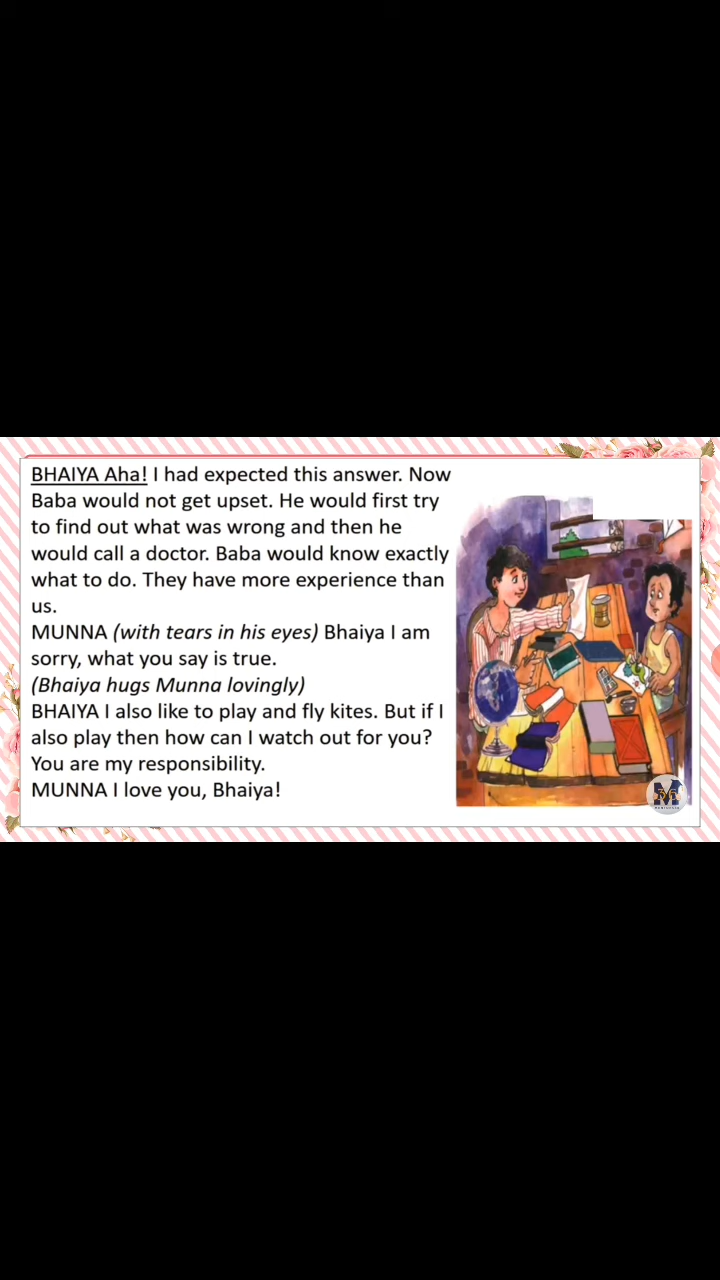 BHAIYA Aha! I had expected this answer. Now
Baba would not get upset. He would first try
to find out what was wrong and then he
would call a doctor. Baba would know exactly
what to do. They have more experience than
us.
MUNNA (with tears in his eyes) Bhaiya I am
sorry, what you say is true.
(Bhaiya hugs Munna lovingly)
BHAIYA I also like to play and fly kites. But if I
also play then how can I watch out for you?
You are my responsibility.
MUNNA I love you, Bhaiya!